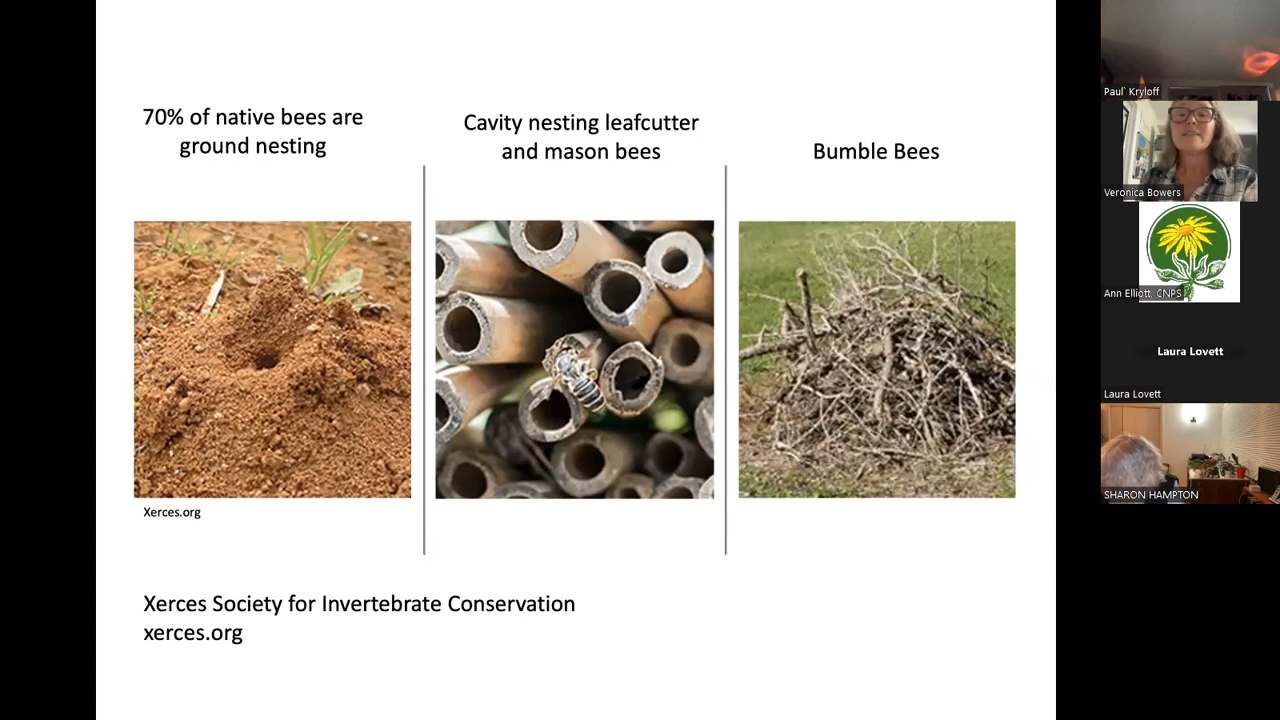 70% of native bees are
ground nesting
Cavity nesting leafcutter
and mason bees
Bumble Bees
Xerces.org
Xerces Society for Invertebrate Conservation
xerces.org
Paul` Kryloff
Veronica Bowers
Ann Elliott, CNPS
Laura Lovett
Laura Lovett
SHARON HAMPTON